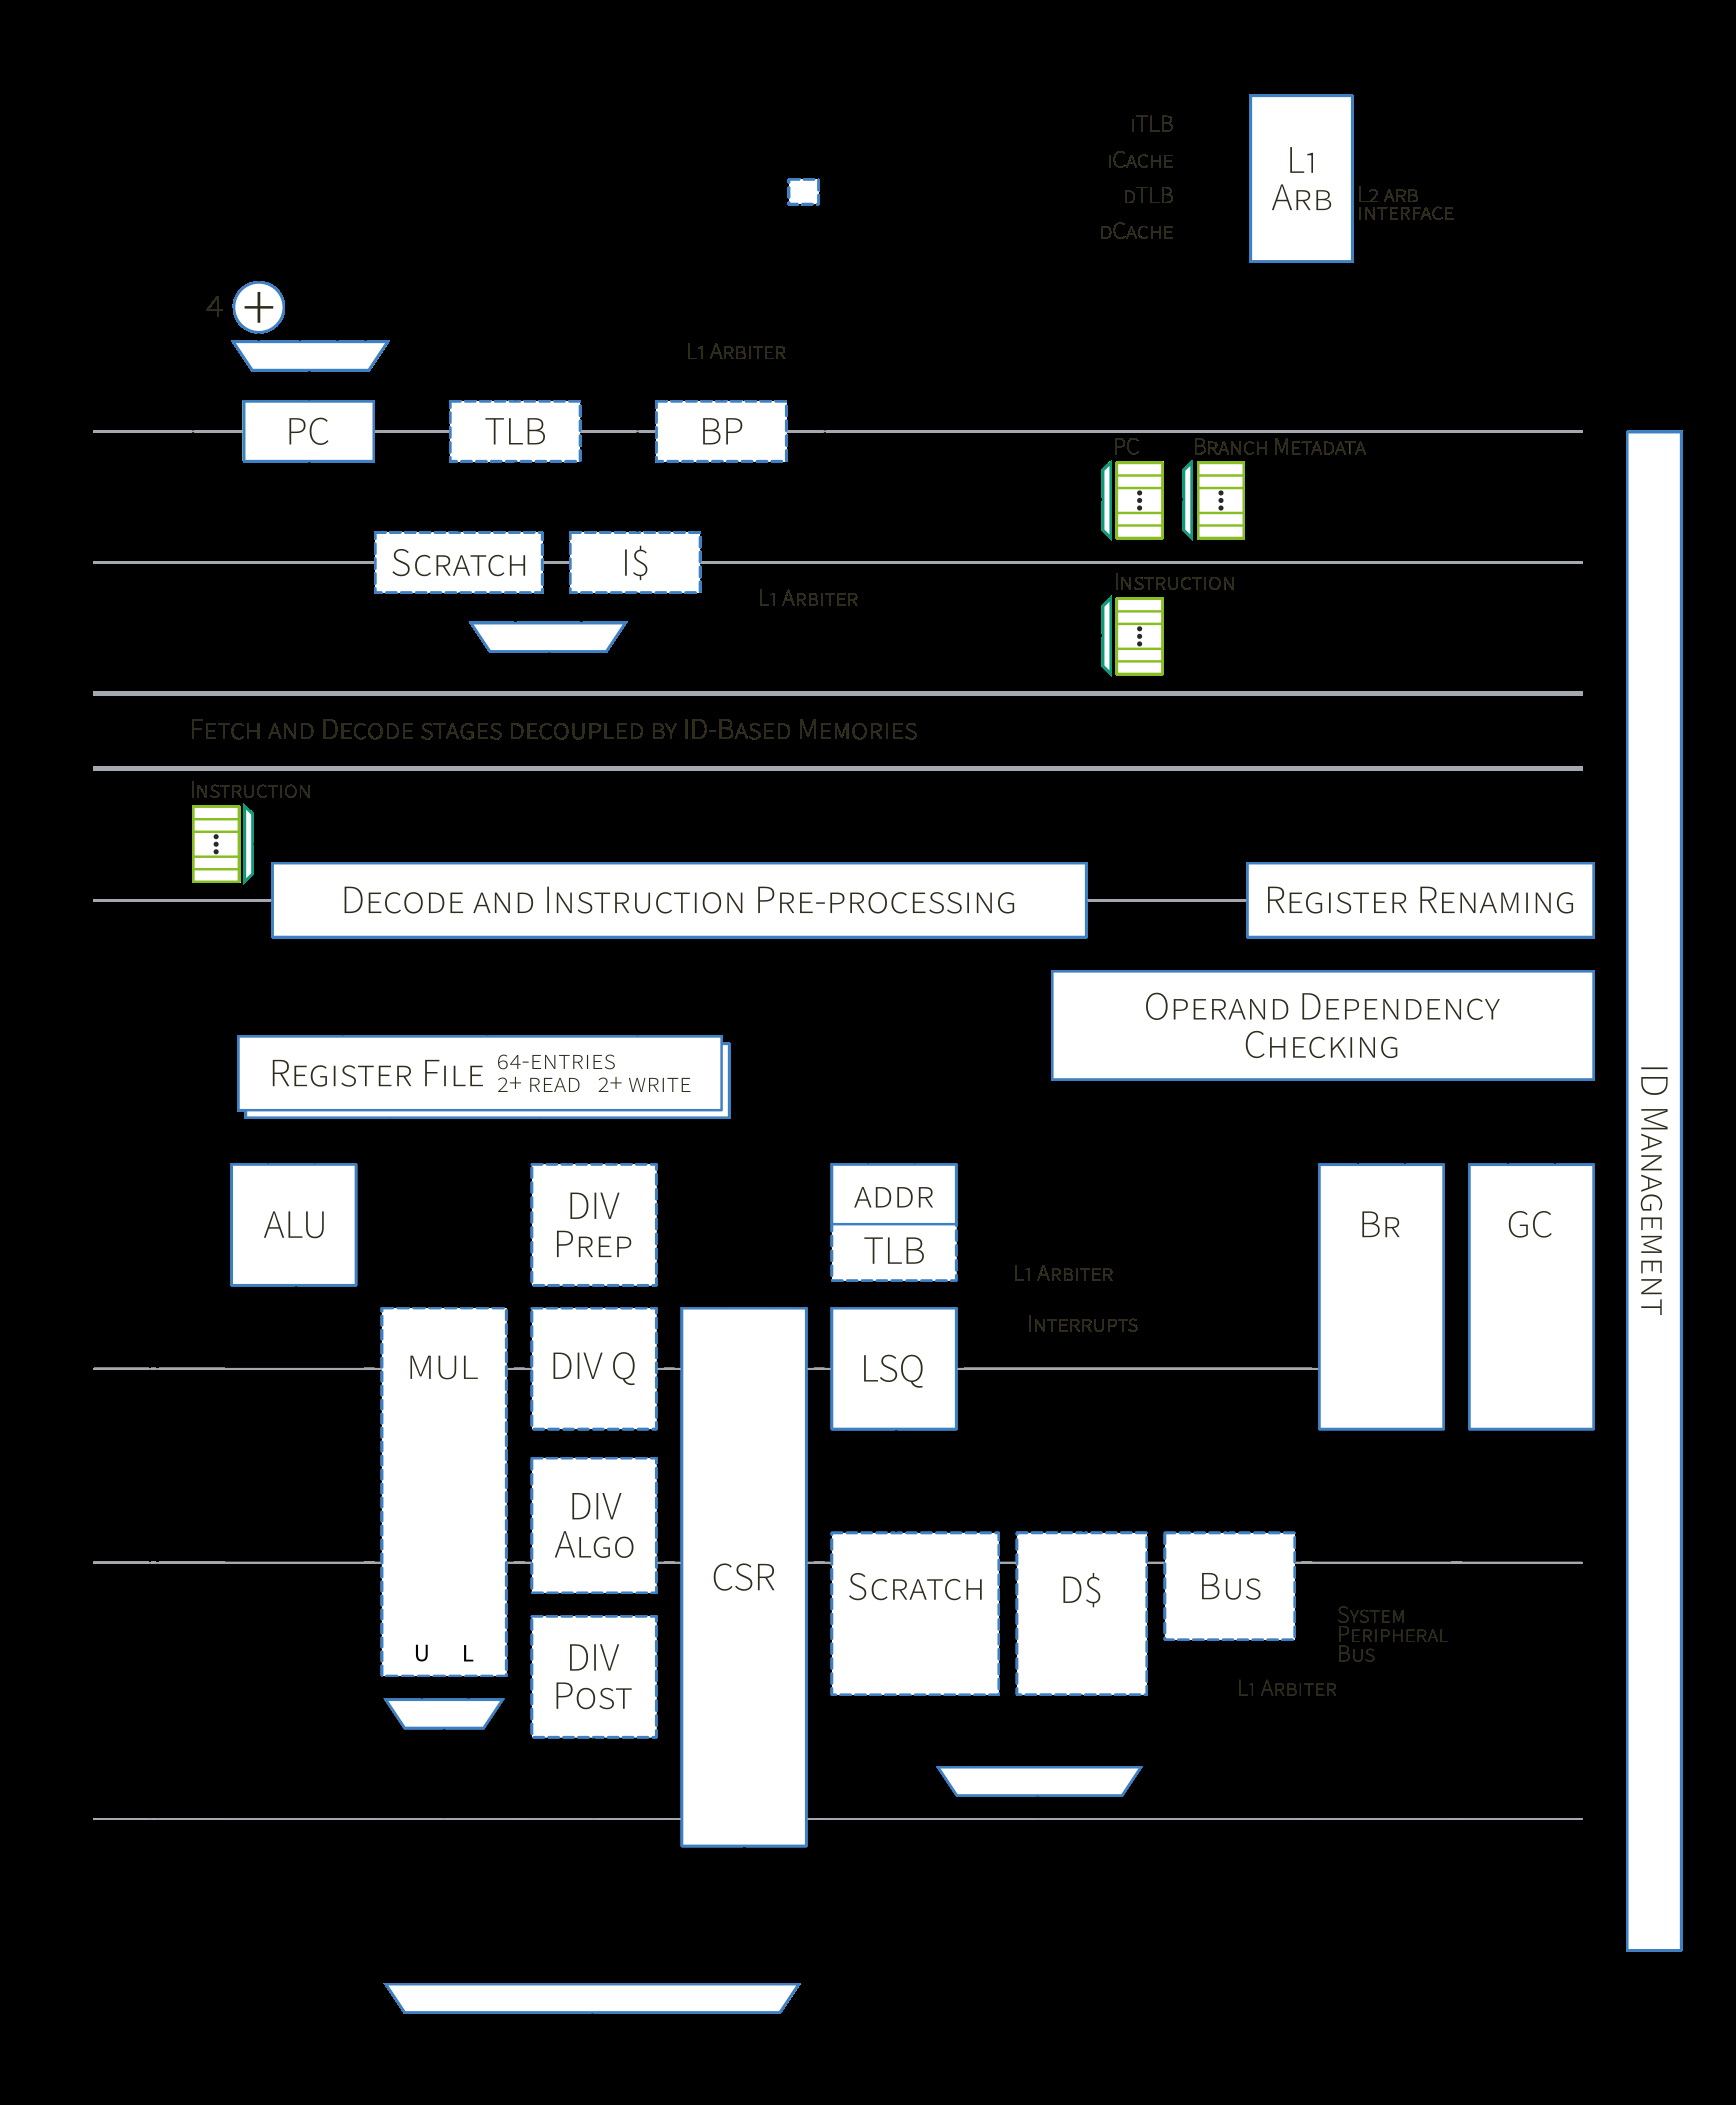 iTLB
iCache
dTLB
dCache
L1
Arb
L2 arb
interface
4
L1 Arbiter
PC
TLB
BP
PC
Branch Metadata
Scratch
I$
L1 Arbiter
Instruction
Fetch and Decode stages decoupled by ID-Based Memories
Instruction
Decode and Instruction Pre-processing
Register Renaming
Operand Dependency
Checking
Register File
64-entries
2+ read 2+ write
ID Management
ALU
DIV
Prep
addr
TLB
Br
GC
L1 Arbiter
Interrupts
MUL
DIV Q
LSQ
DIV
Algo
CSR
Scratch
D$
Bus
System
Peripheral
Bus
U L
DIV
Post
L1 Arbiter